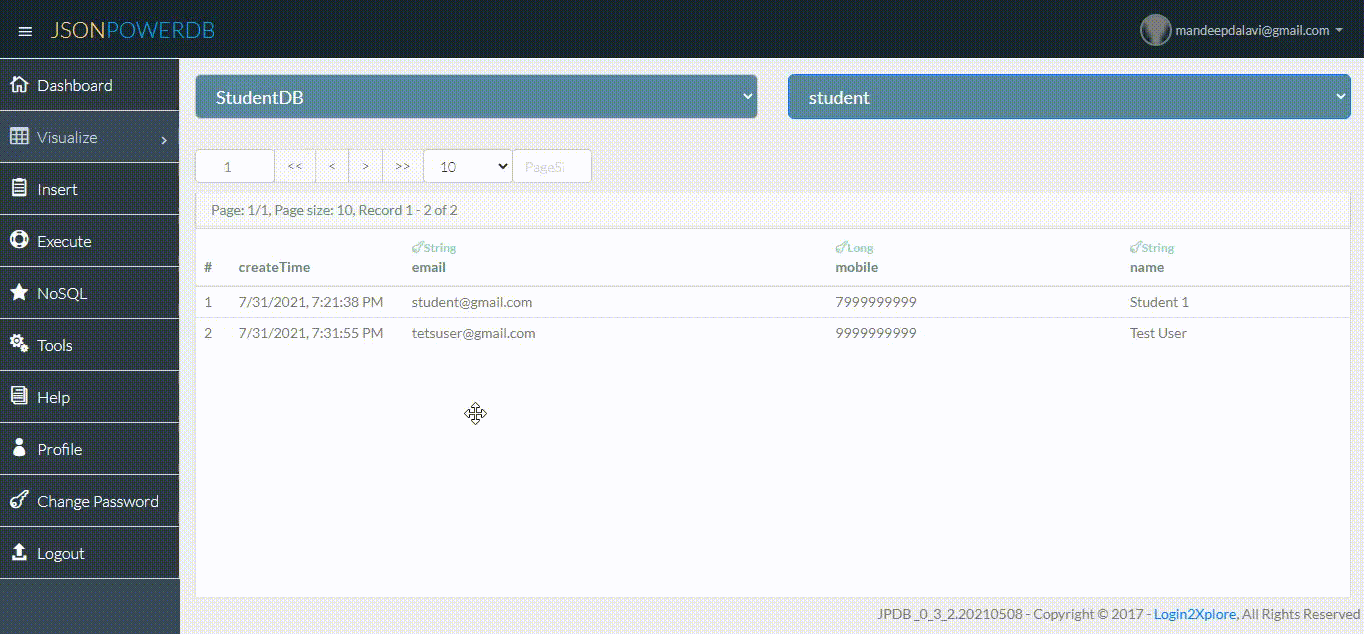 JSONPOWERDB
mandeepdalavi@gmail.com
Dashboard
Visualize
Insert
Execute
NoSQL
Tools
Help
Profile
Change Password
Logout
StudentDB
student
1 << < > >> 10 PageSi
Page: 1/1, Page size: 10, Record 1 - 2 of 2
String Long String
# createTime email mobile name
1 7/31/2021, 7:21:38 PM student@gmail.com 7999999999 Student 1
2 7/31/2021, 7:31:55 PM tetsuser@gmail.com 9999999999 Test User
JPDB _0_3_2.20210508 - Copyright © 2017 - Login2Xplore, All Rights Reserved